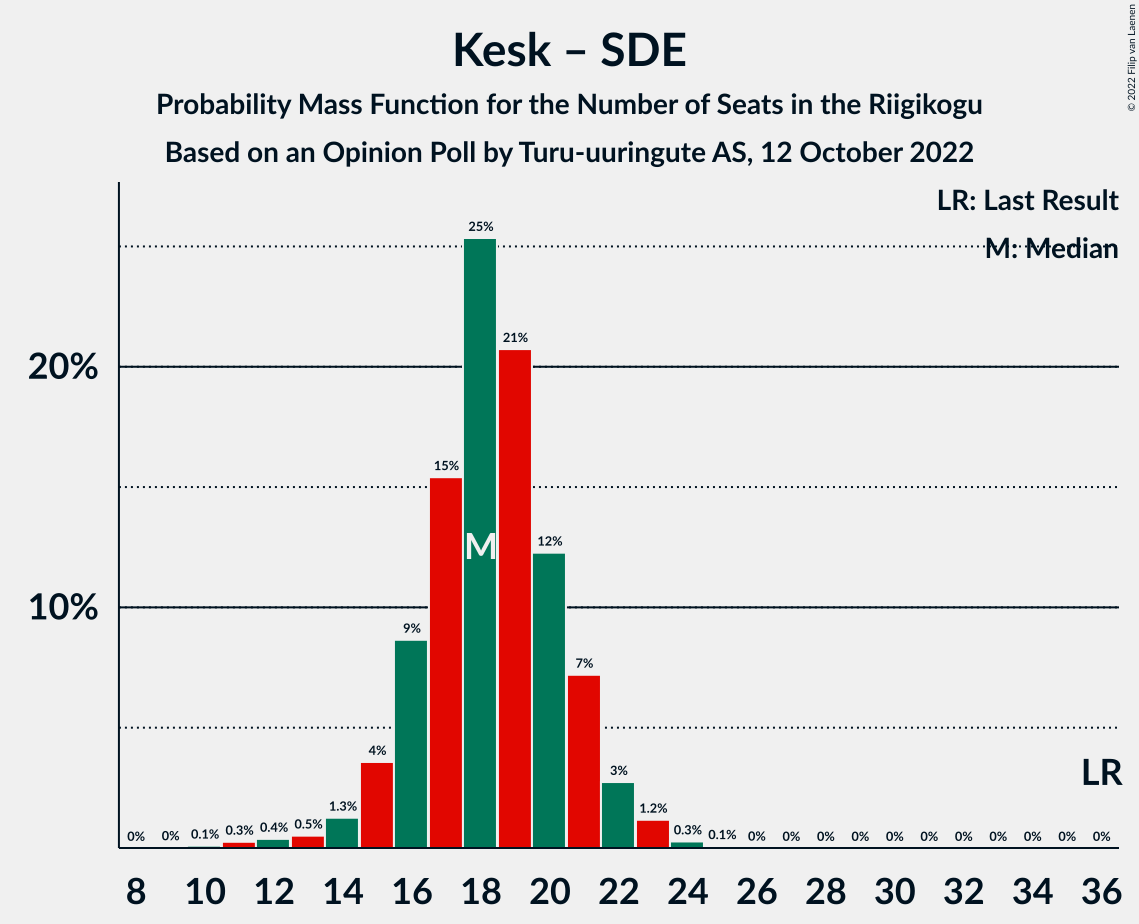 Kesk – SDE
Probability Mass Function for the Number of Seats in the Riigikogu
Based on an Opinion Poll by Turu-uuringute AS, 12 October 2022
© 2022 Filip van Laenen
LR: Last Result
M: Median
20%
10%
0% 0% 0.1% 0.3% 0.4% 0.5% 1.3% 4% 9% 15% 25% 21% 12% 7% 3% 1.2% 0.3% 0.1% 0% 0% 0% 0% 0% 0% 0% 0% 0% 0% 0%
M
LR
8 10 12 14 16 18 20 22 24 26 28 30 32 34 36